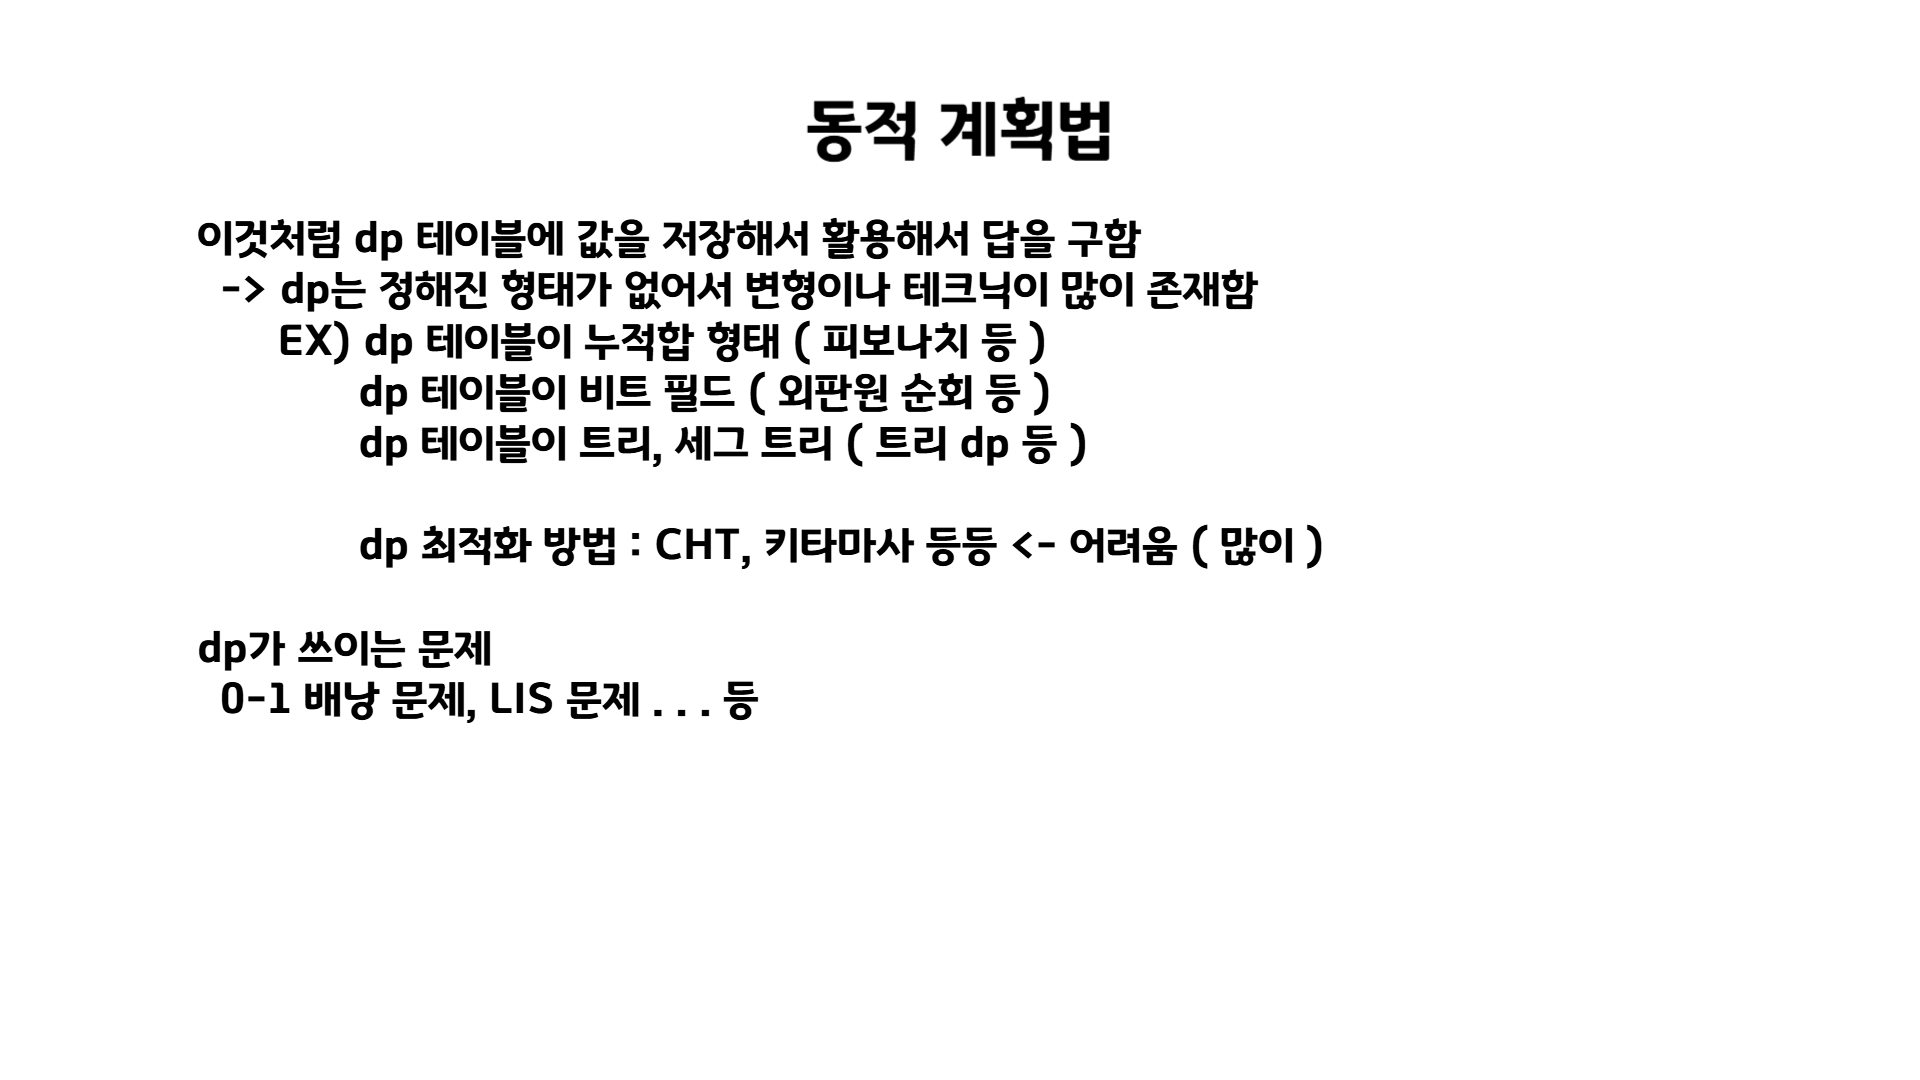 동적 계획법
이것처럼 dp 테이블에 값을 저장해서 활용해서 답을 구함
-> dp는 정해진 형태가 없어서 변형이나 테크닉이 많이 존재함
EX) dp 테이블이 누적합 형태 ( 피보나치 등 )
dp 테이블이 비트 필드 ( 외판원 순회 등 )
dp 테이블이 트리, 세그 트리 ( 트리 dp 등 )
dp 최적화 방법 : CHT, 키타마사 등등 <- 어려움 ( 많이 )
dp가 쓰이는 문제
0-1 배낭 문제, LIS 문제 . . . 등